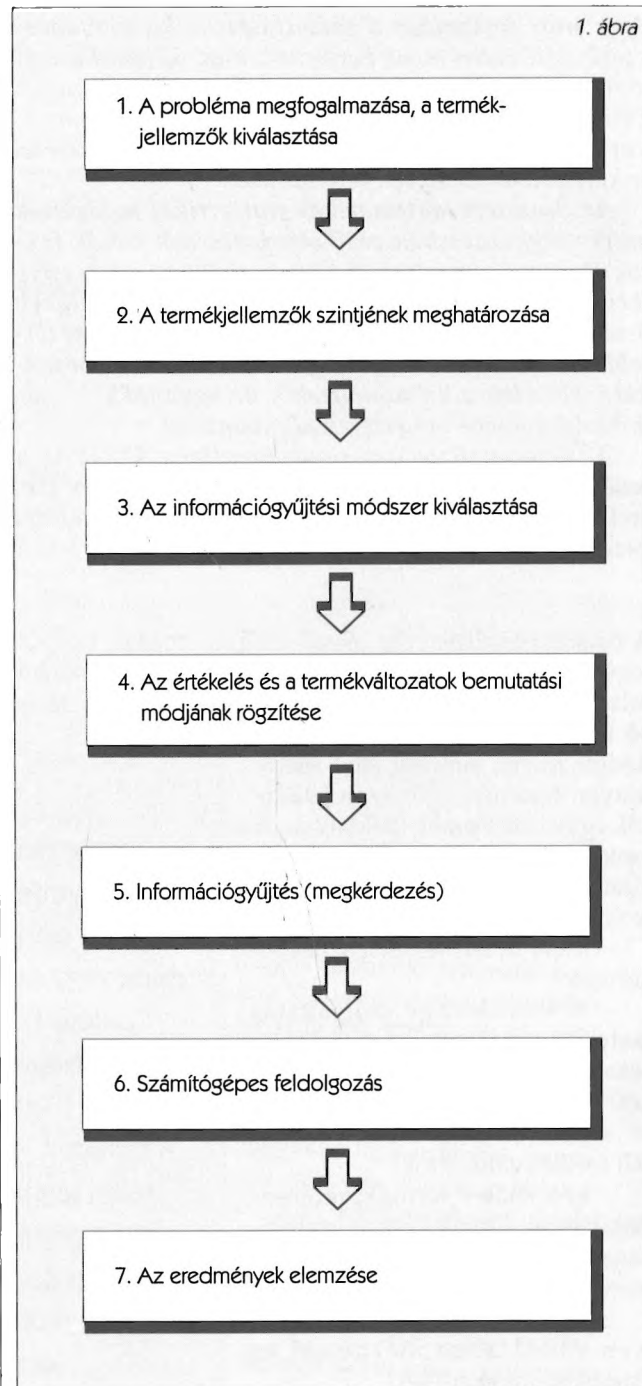 1. ábra
1. A probléma megfogalmazása, a termék-
jellemzők kiválasztása
2. A termékjellemzők szintjének meghatározása
3. Az információgyűjtési módszer kiválasztása
4. Az értékelés és a termékváltozatok bemutatási
módjának rögzítése
5. Információgyűjtés (megkérdezés)
6. Számítógépes feldolgozás
7. Az eredmények elemzése